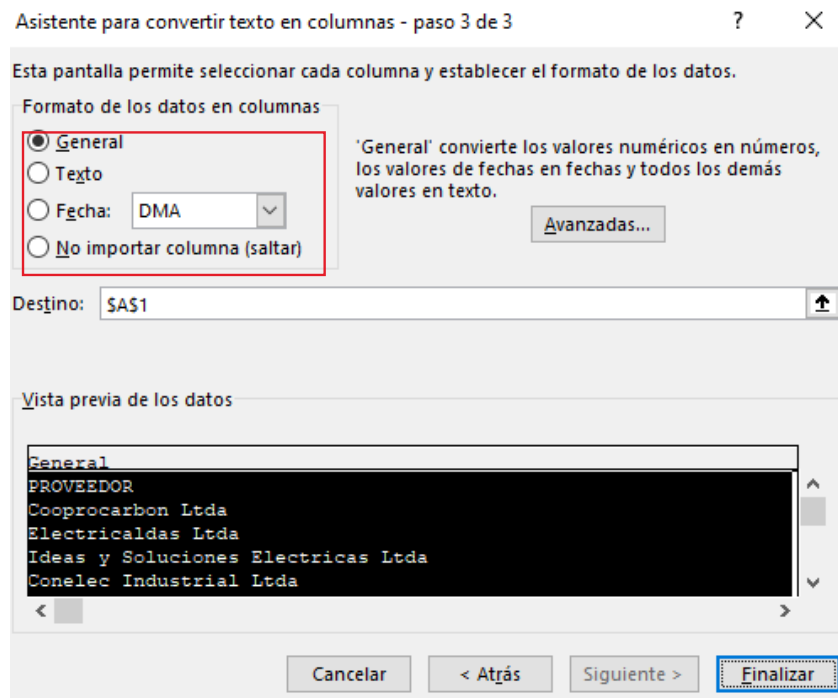 Asistente para convertir texto en columnas - paso 3 de 3 ?
Esta pantalla permite seleccionar cada columna y establecer el formato de los datos.
Formato de los datos en columnas
General
Texto
Fecha: DMA
No importar columna (saltar)
'General' convierte los valores numéricos en números,
los valores de fechas en fechas y todos los demás
valores en texto.
Avanzadas...
Destino: $A$1
Vista previa de los datos
General
PROVEEDOR
Cooprocarbon Ltda
Electricaldas Ltda
Ideas y Soluciones Electricas Ltda
Conelec Industrial Ltda
Cancelar < Atrás Siguiente > Finalizar